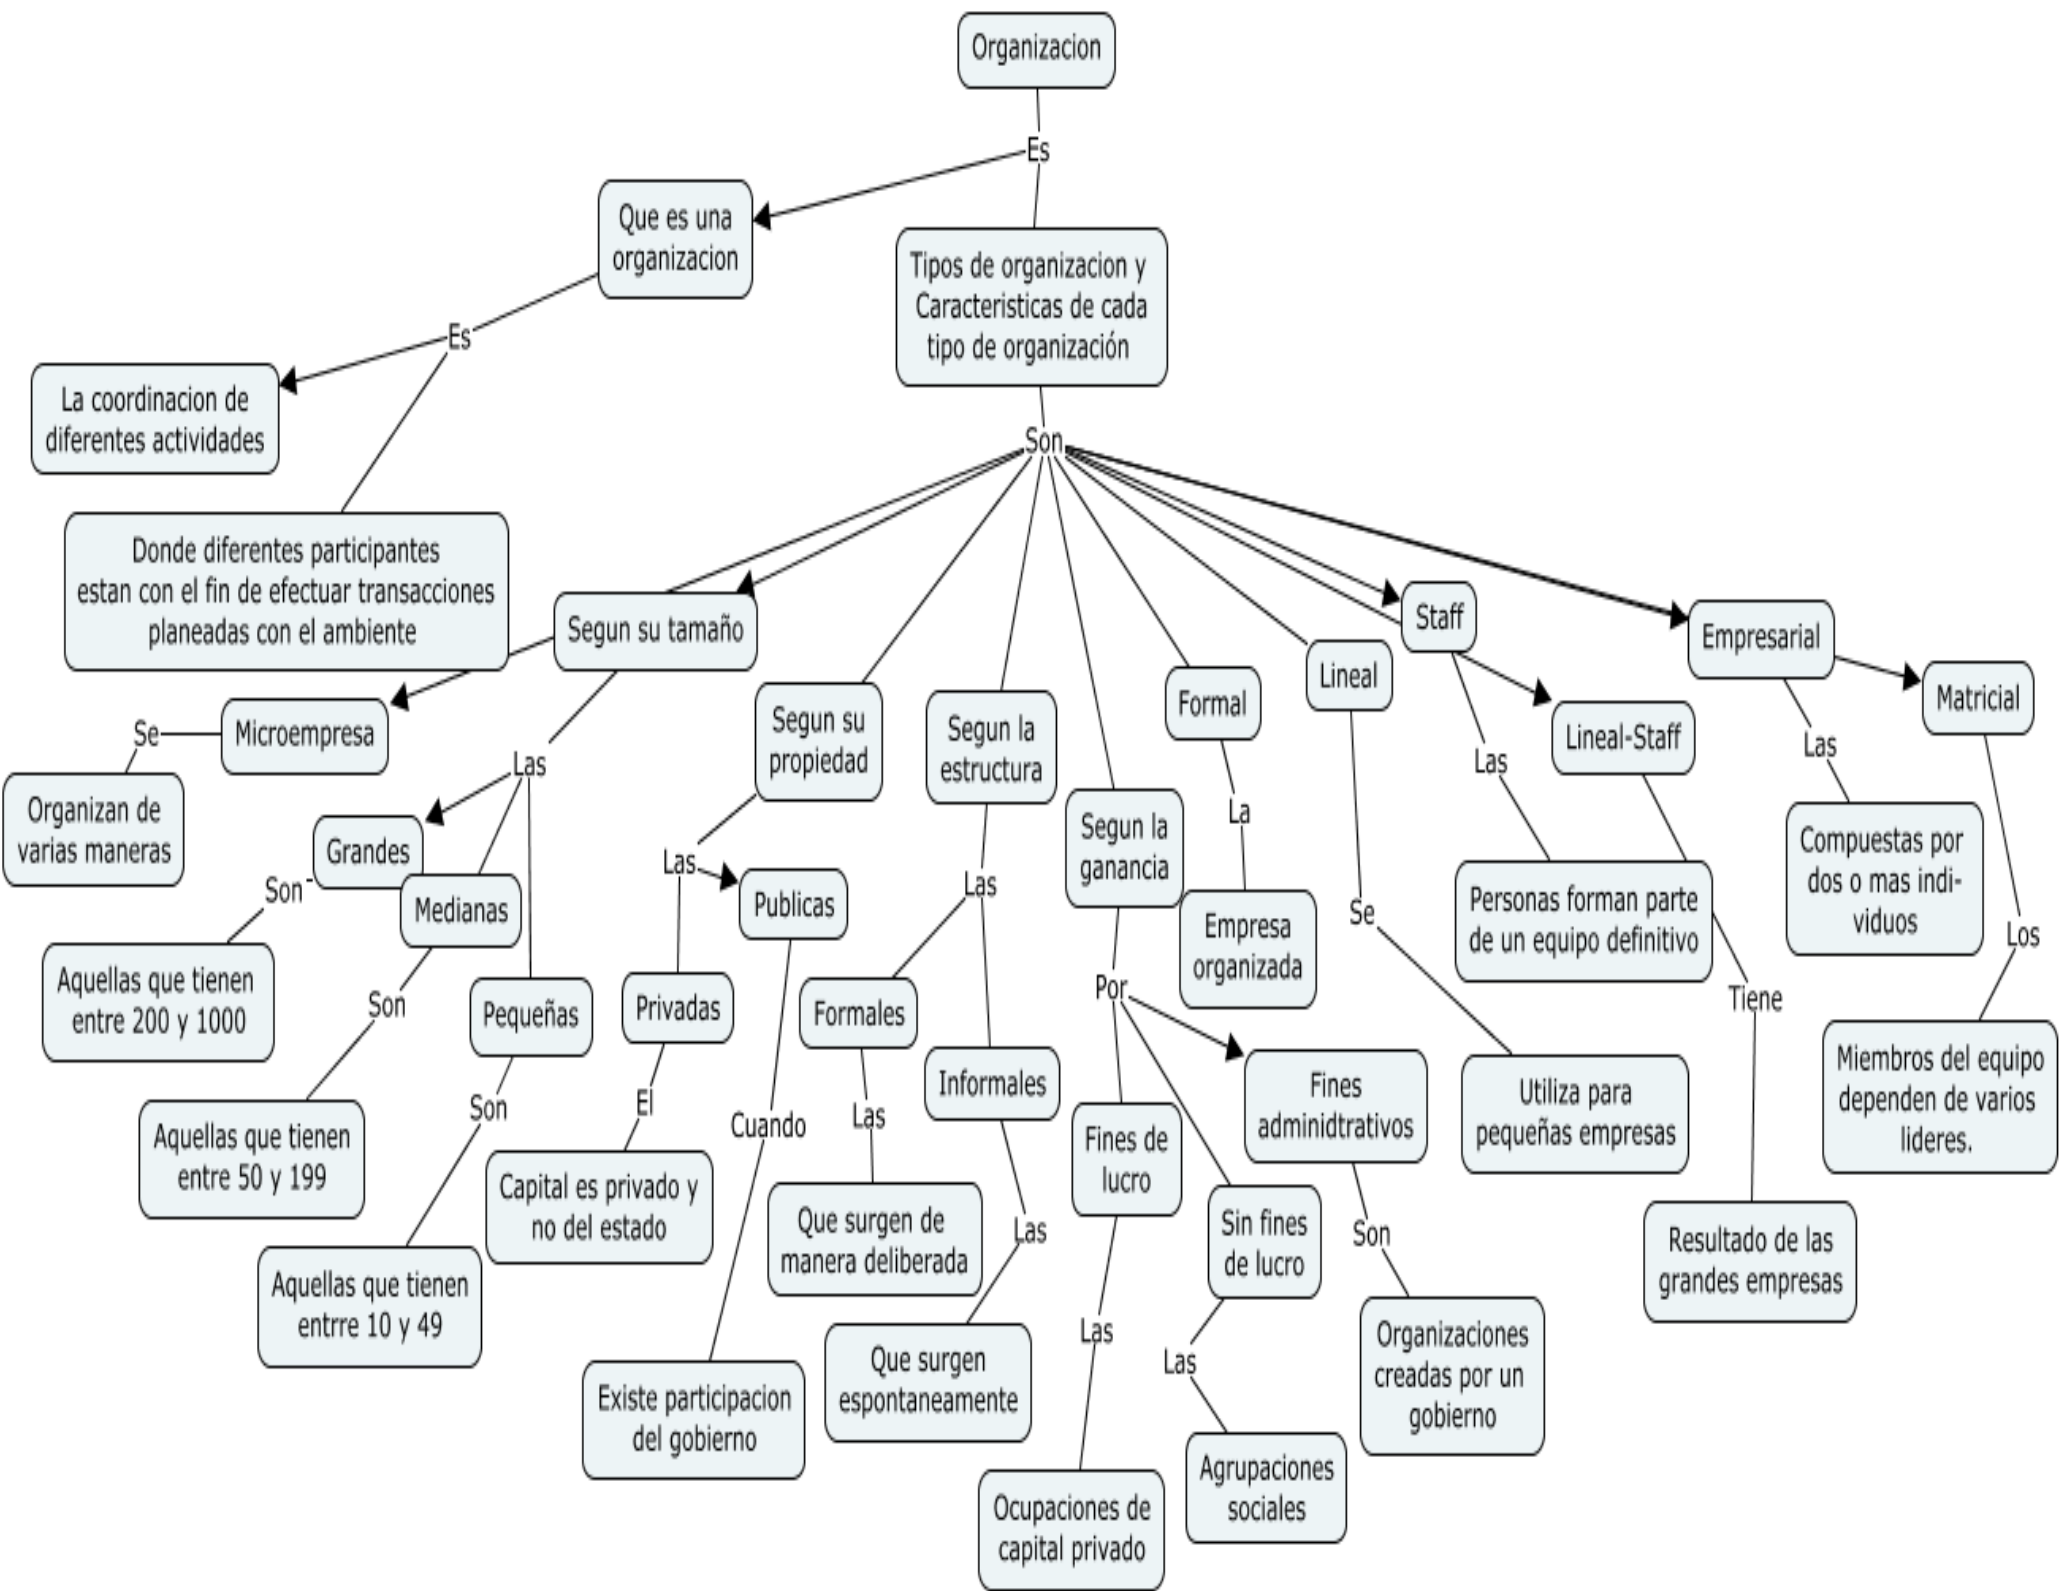 Organizacion
Es
Que es una
organizacion
Tipos de organizacion y
Caracteristicas de cada
tipo de organización
Es
La coordinacion de
diferentes actividades
Donde diferentes participantes
estan con el fin de efectuar transacciones
planeadas con el ambiente
Son
Segun su tamaño
Microempresa
Se
Organizan de
varias maneras
Las
Grandes
Son
Aquellas que tienen
entre 200 y 1000
Medianas
Son
Aquellas que tienen
entre 50 y 199
Pequeñas
Son
Aquellas que tienen
entrre 10 y 49
Segun su
propiedad
Las
Publicas
Cuando
Existe participacion
del gobierno
Privadas
El
Capital es privado y
no del estado
Segun la
estructura
Las
Formales
Las
Que surgen de
manera deliberada
Informales
Las
Que surgen
espontaneamente
Segun la
ganancia
Por
Fines de
lucro
Las
Ocupaciones de
capital privado
Sin fines
de lucro
Las
Agrupaciones
sociales
Fines
adminidtrativos
Son
Organizaciones
creadas por un
gobierno
Formal
La
Empresa
organizada
Lineal
Se
Utiliza para
pequeñas empresas
Staff
Las
Personas forman parte
de un equipo definitivo
Lineal-Staff
Tiene
Resultado de las
grandes empresas
Empresarial
Las
Compuestas por
dos o mas indi-
viduos
Matricial
Los
Miembros del equipo
dependen de varios
lideres.